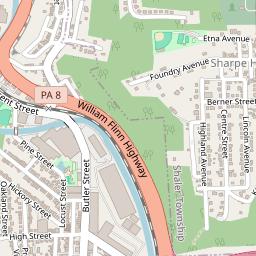 Etna Avenue
Foundry Avenue
Sharpe H
PA 8
Berner Street
William Flinn Highway
ent Street
Lincoln Avenue
Centre Street
Highland Avenue
Pine Street
Butler Street
Shaler Township
Hickory Street
Locust Street
Oakland Street
High Street